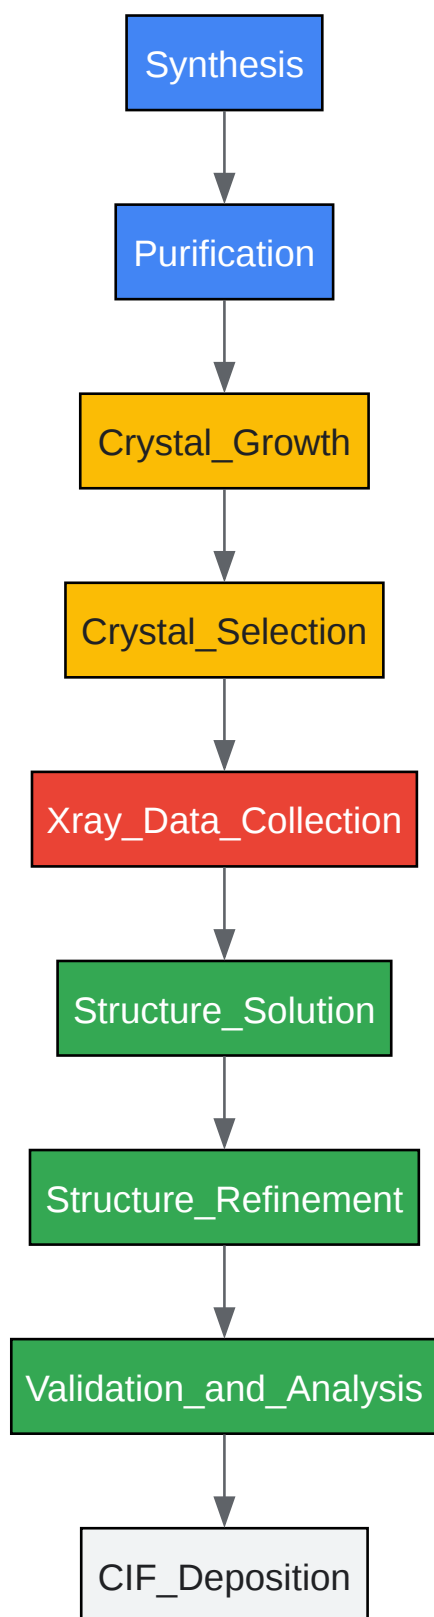 Synthesis
Purification
Crystal_Growth
Crystal_Selection
Xray_Data_Collection
Structure_Solution
Structure_Refinement
Validation_and_Analysis
CIF_Deposition